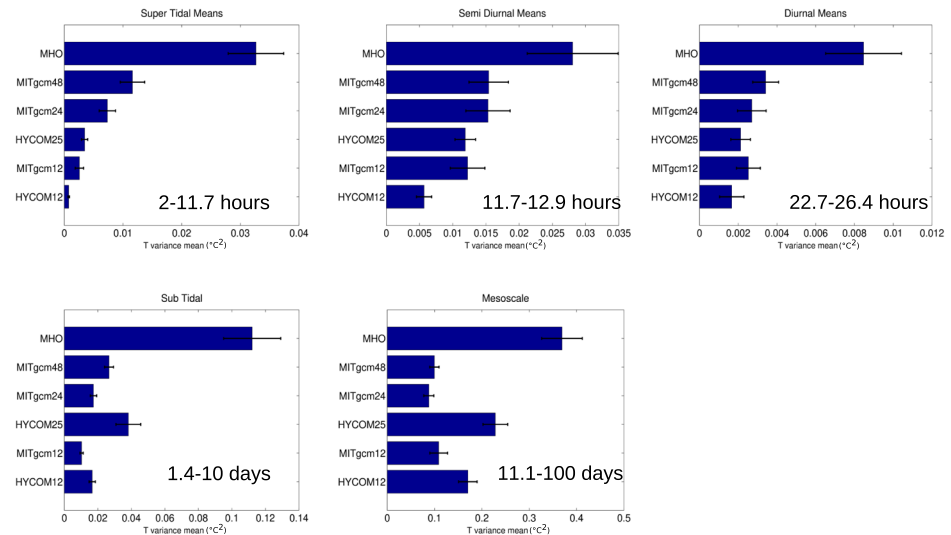 Super Tidal Means
MHO
MITgcm48
MITgcm24
HYCOM25
MITgcm12
HYCOM12
2-11.7 hours
0 0.01 0.02 0.03 0.04
T variance mean (°C²)
Semi Diurnal Means
MHO
MITgcm48
MITgcm24
HYCOM25
MITgcm12
HYCOM12
11.7-12.9 hours
0 0.005 0.01 0.015 0.02 0.025 0.03 0.035
T variance mean (°C²)
Diurnal Means
MHO
MITgcm48
MITgcm24
HYCOM25
MITgcm12
HYCOM12
22.7-26.4 hours
0 0.002 0.004 0.006 0.008 0.01 0.012
T variance mean (°C²)
Sub Tidal
MHO
MITgcm48
MITgcm24
HYCOM25
MITgcm12
HYCOM12
1.4-10 days
0 0.02 0.04 0.06 0.08 0.1 0.12 0.14
T variance mean (°C²)
Mesoscale
MHO
MITgcm48
MITgcm24
HYCOM25
MITgcm12
HYCOM12
11.1-100 days
0 0.1 0.2 0.3 0.4 0.5
T variance mean (°C²)